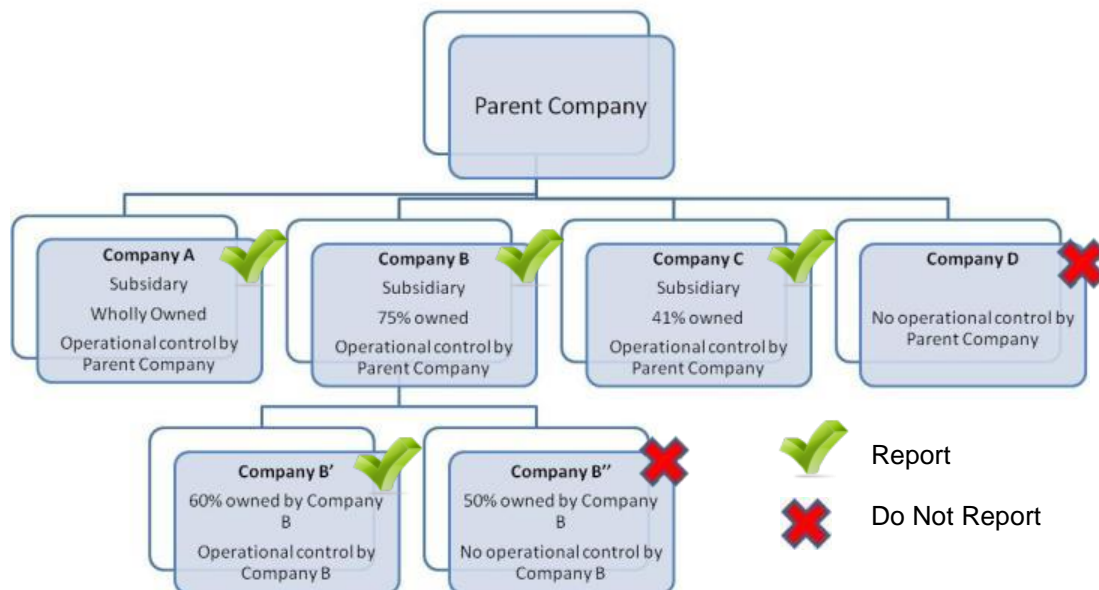 Parent Company
Company A
Subsidiary
Wholly Owned
Operational control by
Parent Company
Company B
Subsidiary
75% owned
Operational control by
Parent Company
Company C
Subsidiary
41% owned
Operational control by
Parent Company
Company D
No operational control by
Parent Company
Company B’
60% owned by Company
B
Operational control by
Company B
Company B’’
50% owned by Company
B
No operational control by
Company B
Report
Do Not Report